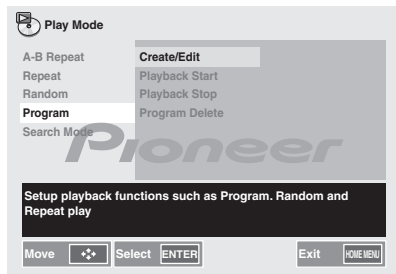 Play Mode
A-B Repeat
Repeat
Random
Program
Search Mode
Create/Edit
Playback Start
Playback Stop
Program Delete
Pioneer
Setup playback functions such as Program. Random and
Repeat play
Move Select ENTER Exit HOME MENU